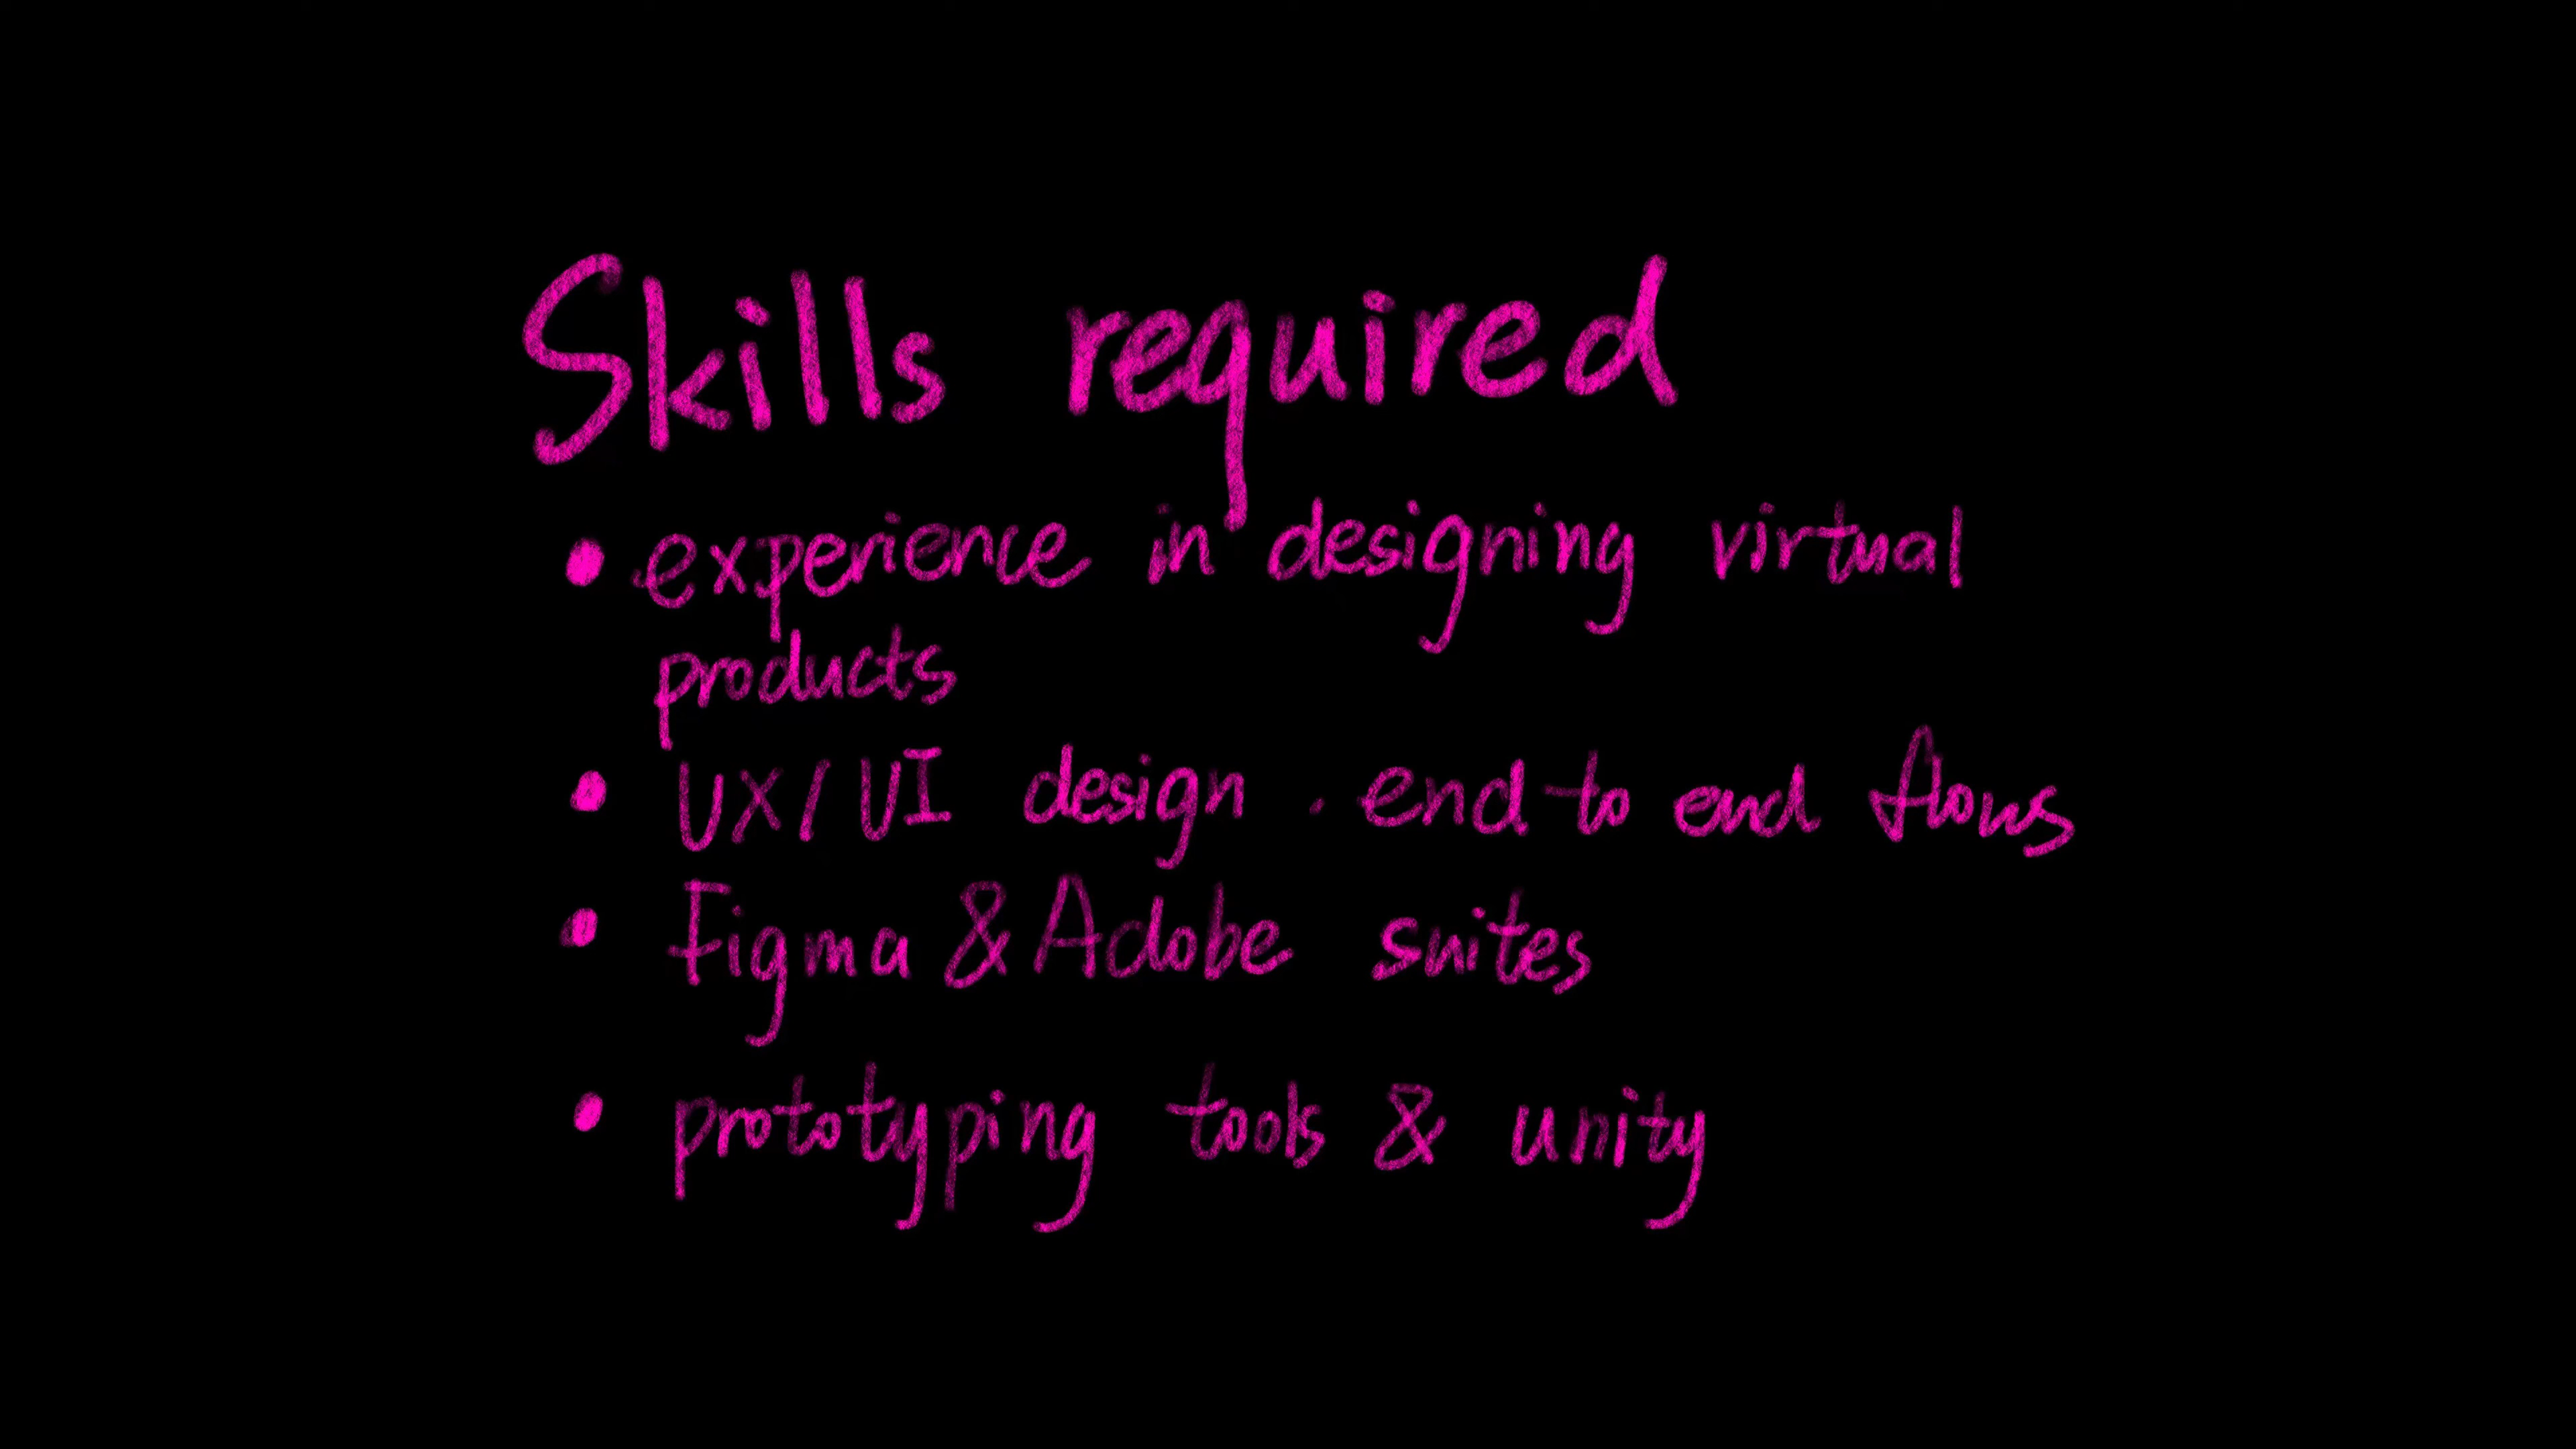 Skills required
• experience in designing virtual
products
• UX/UI design . end-to end flows
• Figma & Adobe suites
• prototyping tools & unity